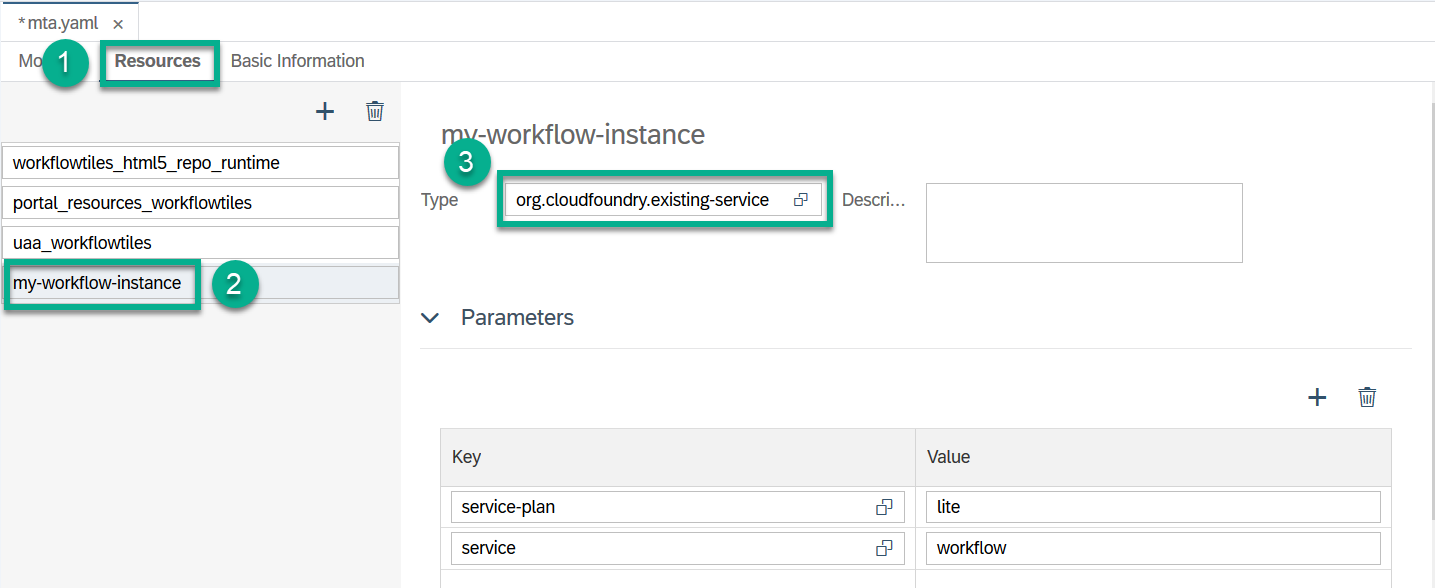 *mta.yaml ×
Mo 1 Resources Basic Information
workflowtiles_html5_repo_runtime
portal_resources_workflowtiles
uaa_workflowtiles
my-workflow-instance 2
my-workflow-instance
3
Type org.cloudfoundry.existing-service Descri...
Parameters
Key Value
service-plan lite
service workflow